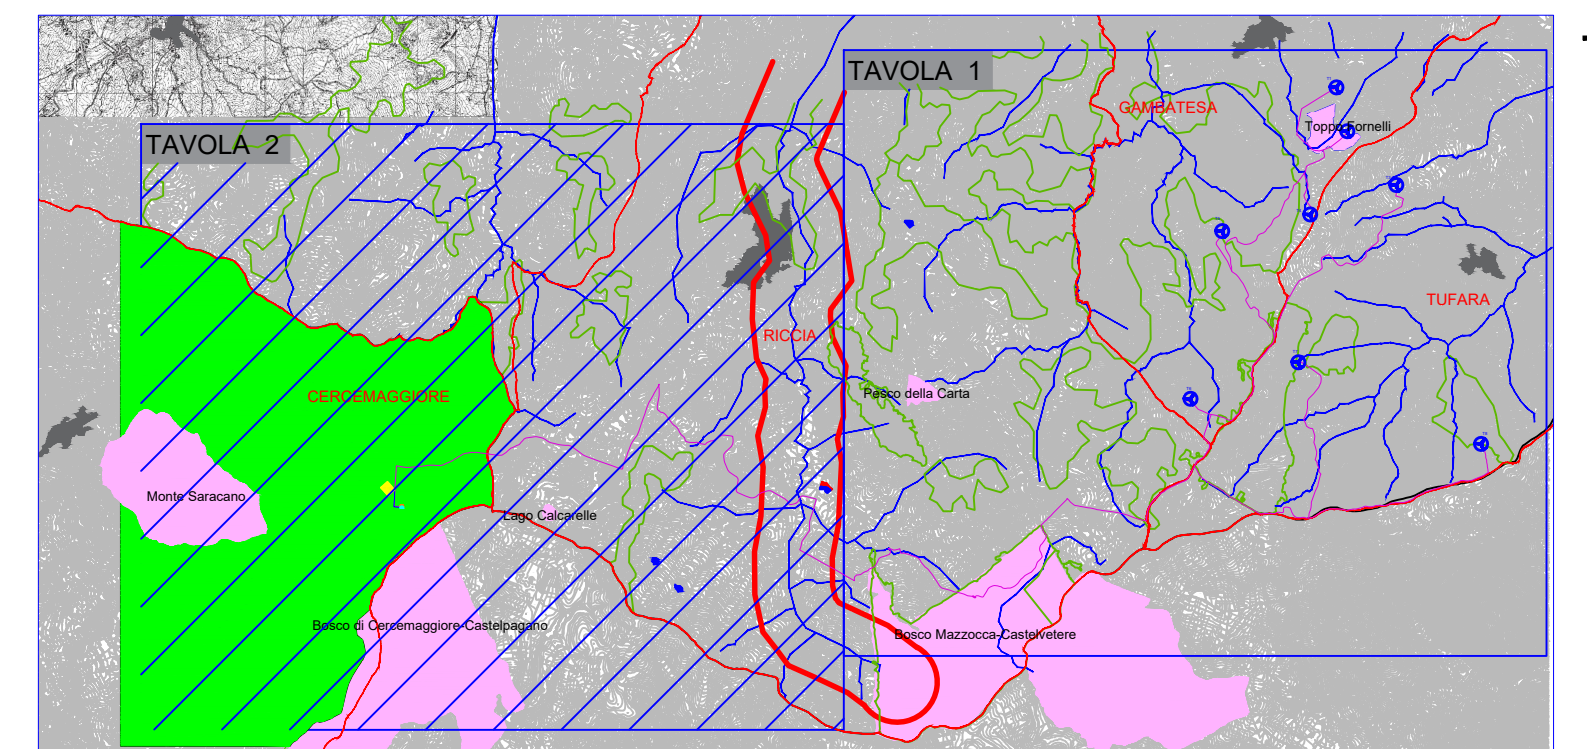 TAVOLA 1
GAMBATESA
Toppo Fornelli
TAVOLA 2
TUFARA
RICCIA
Pesco della Carta
CERCEMAGGIORE
Monte Saracano
Lago Calcarelle
Bosco di Cercemaggiore-Castelpagano
Bosco Mazzocca-Castelvetere